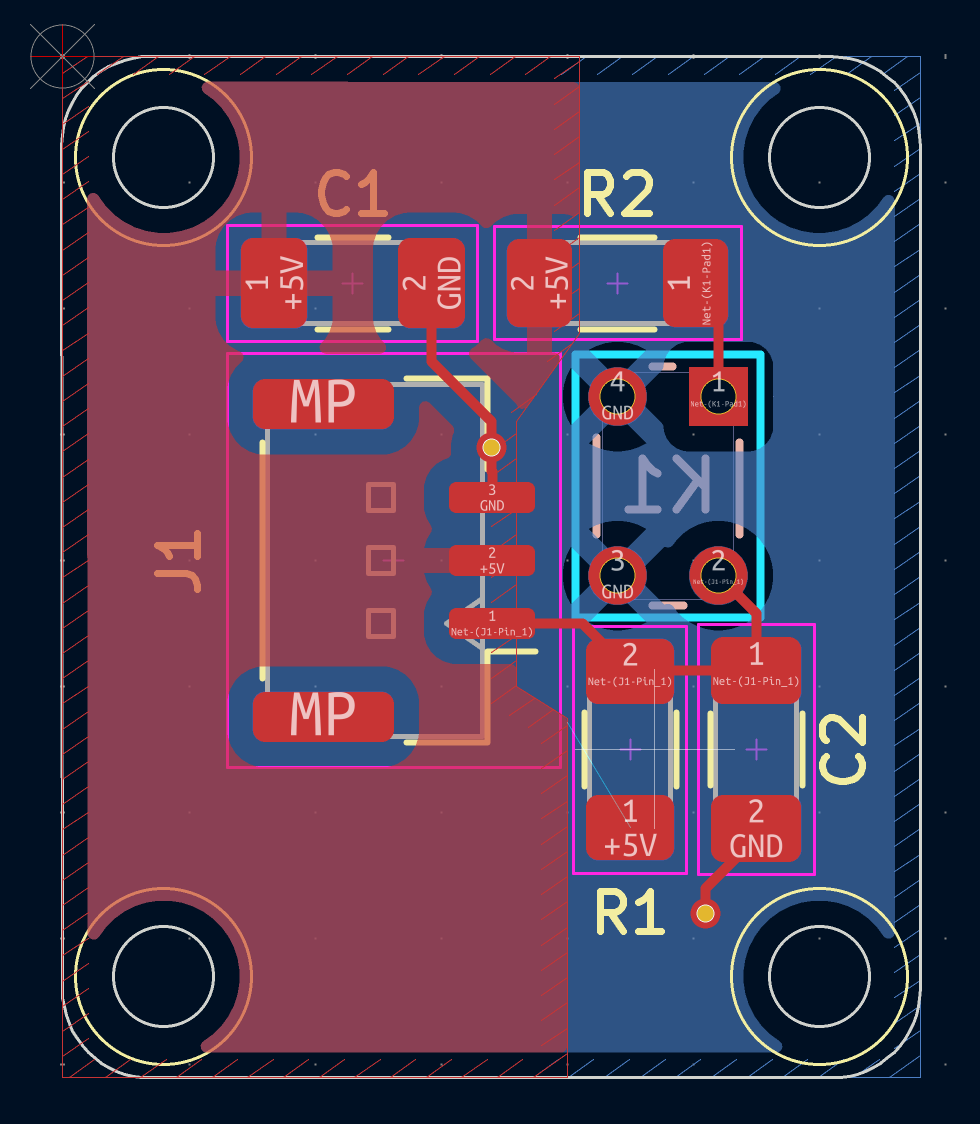 C1
R2
1
+5V
2
GND
2
+5V
1
Net-(K1-Pad1)
MP
4
GND
1
Net-(K1-Pad1)
K1
3
GND
2
+5V
1
Net-(J1-Pin_1)
J1
3
GND
2
Net-(J1-Pin_1)
MP
2
Net-(J1-Pin_1)
1
Net-(J1-Pin_1)
C2
1
+5V
2
GND
R1